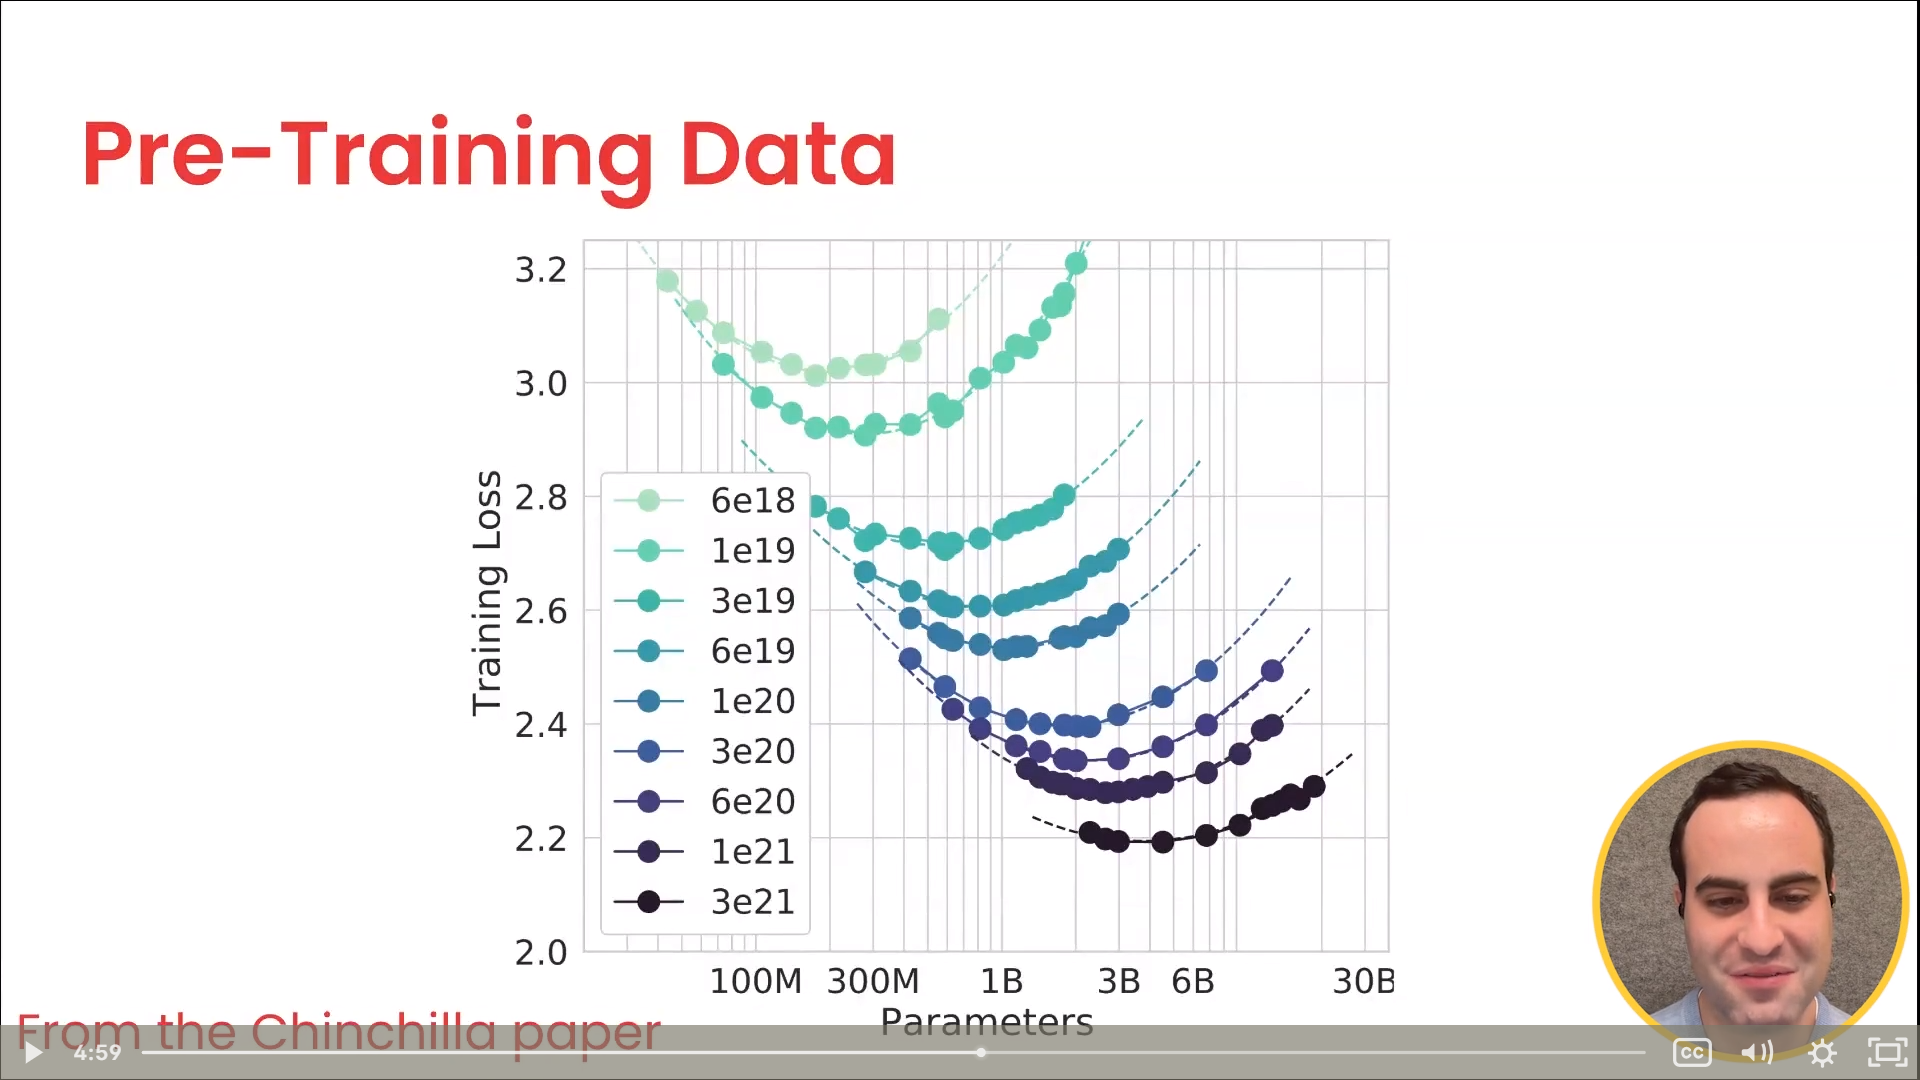 Pre-Training Data
3.2
3.0
2.8
2.6
2.4
2.2
2.0
Training Loss
6e18
1e19
3e19
6e19
1e20
3e20
6e20
1e21
3e21
100M 300M 1B 3B 6B 30B
Parameters
From the Chinchilla paper
4:59
CC